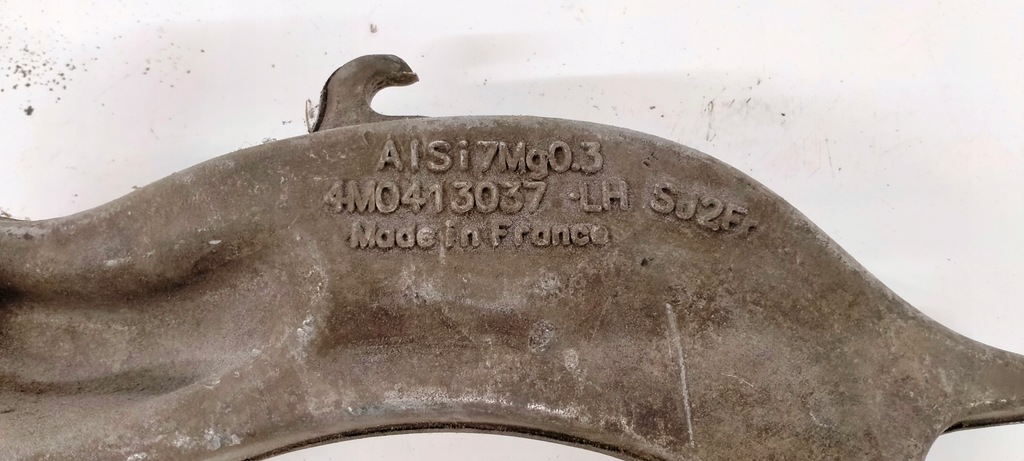 AlSi7Mg0.3
4M0413037 ·LH SJ2F
Made in France